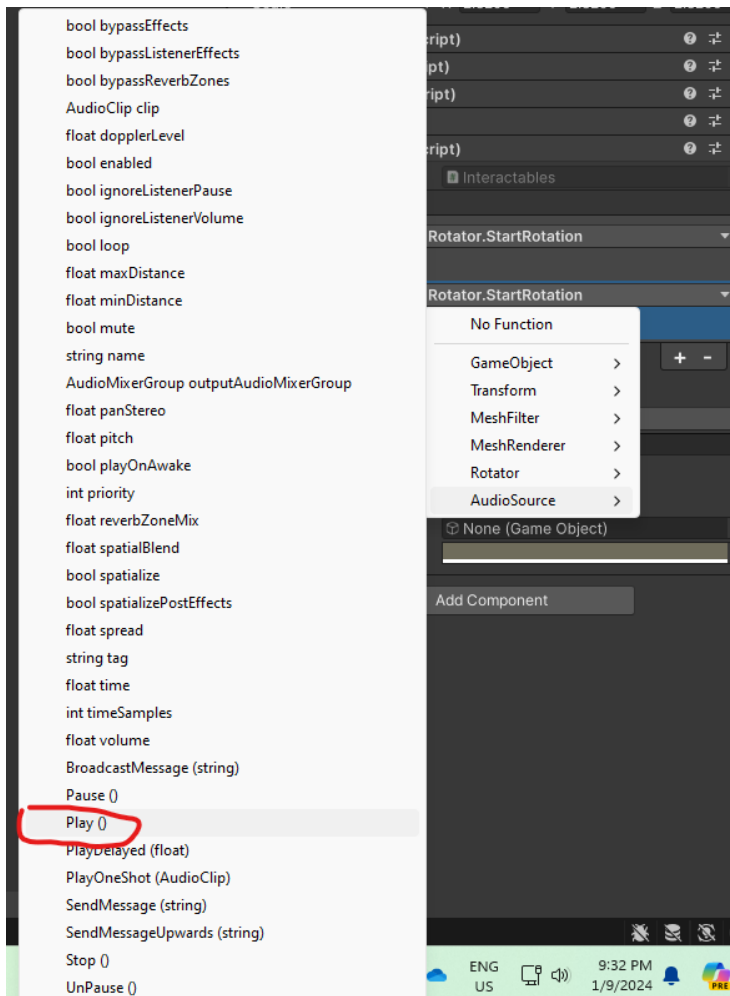 bool bypassEffects
bool bypassListenerEffects
bool bypassReverbZones
AudioClip clip
float dopplerLevel
bool enabled
bool ignoreListenerPause
bool ignoreListenerVolume
bool loop
float maxDistance
float minDistance
bool mute
string name
AudioMixerGroup outputAudioMixerGroup
float panStereo
float pitch
bool playOnAwake
int priority
float reverbZoneMix
float spatialBlend
bool spatialize
bool spatializePostEffects
float spread
string tag
float time
int timeSamples
float volume
BroadcastMessage (string)
Pause ()
Play ()
PlayDelayed (float)
PlayOneShot (AudioClip)
SendMessage (string)
SendMessageUpwards (string)
Stop ()
UnPause ()
cript)
pt)
ript)
cript)
Interactables
Rotator.StartRotation
Rotator.StartRotation
No Function
GameObject
Transform
MeshFilter
MeshRenderer
Rotator
AudioSource
+ -
None (Game Object)
Add Component
ENG
US
9:32 PM
1/9/2024
PRE